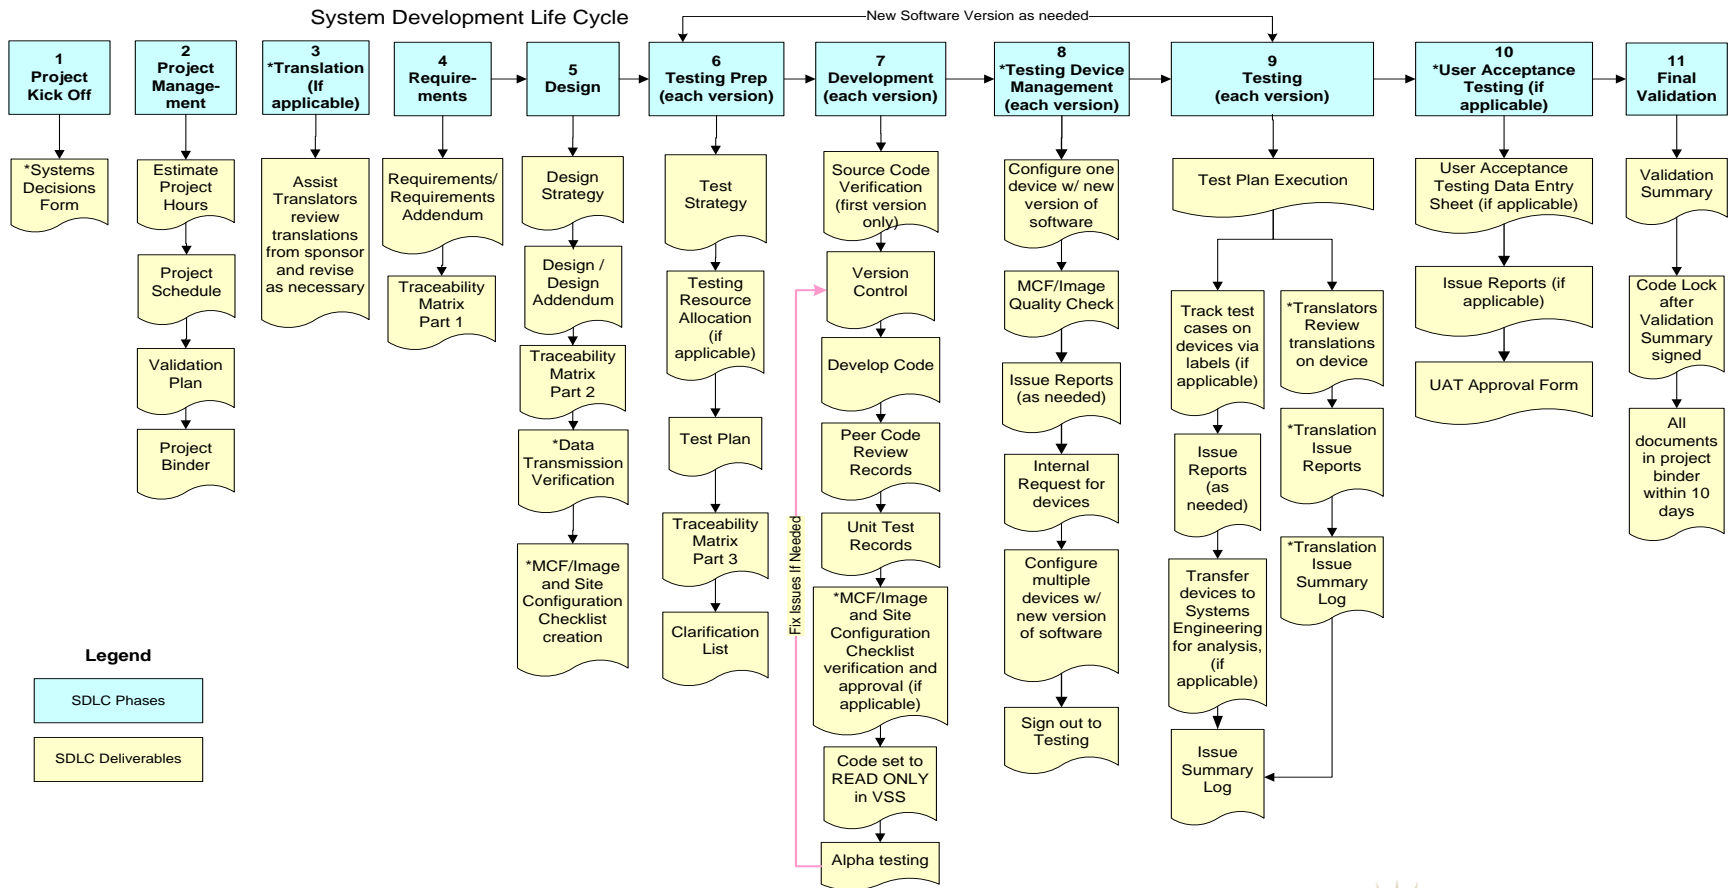 System Development Life Cycle
New Software Version as needed
1
Project
Kick Off
2
Project
Manage-
ment
3
*Translation
(If
applicable)
4
Require-
ments
5
Design
6
Testing Prep
(each version)
7
Development
(each version)
8
*Testing Device
Management
(each version)
9
Testing
(each version)
10
*User Acceptance
Testing (if
applicable)
11
Final
Validation
*Systems
Decisions
Form
Estimate
Project
Hours
Project
Schedule
Validation
Plan
Project
Binder
Assist
Translators
review
translations
from sponsor
and revise
as necessary
Requirements/
Requirements
Addendum
Traceability
Matrix
Part 1
Design
Strategy
Design /
Design
Addendum
Traceability
Matrix
Part 2
*Data
Transmission
Verification
*MCF/Image
and Site
Configuration
Checklist
creation
Test
Strategy
Testing
Resource
Allocation
(if
applicable)
Test Plan
Traceability
Matrix
Part 3
Clarification
List
Source Code
Verification
(first version
only)
Version
Control
Develop Code
Peer Code
Review
Records
Unit Test
Records
*MCF/Image
and Site
Configuration
Checklist
verification and
approval (if
applicable)
Code set to
READ ONLY
in VSS
Alpha testing
Fix Issues If Needed
Configure one
device w/ new
version of
software
MCF/Image
Quality Check
Issue Reports
(as needed)
Internal
Request for
devices
Configure
multiple
devices w/
new version
of software
Sign out to
Testing
Test Plan Execution
Track test
cases on
devices via
labels (if
applicable)
Issue
Reports
(as
needed)
Transfer
devices to
Systems
Engineering
for analysis,
(if
applicable)
Issue
Summary
Log
*Translators
Review
translations
on device
*Translation
Issue
Reports
*Translation
Issue
Summary
Log
User Acceptance
Testing Data Entry
Sheet (if applicable)
Issue Reports (if
applicable)
UAT Approval Form
Validation
Summary
Code Lock
after
Validation
Summary
signed
All
documents
in project
binder
within 10
days
Legend
SDLC Phases
SDLC Deliverables